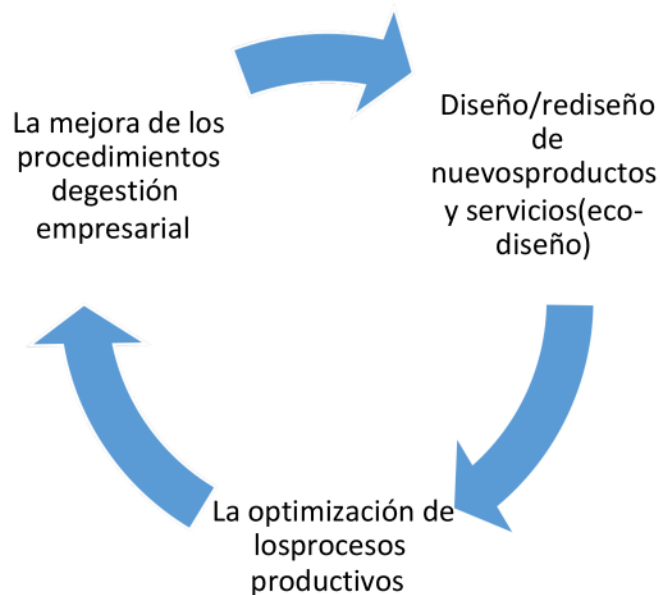 La mejora de los
procedimientos
degestión
empresarial
Diseño/rediseño
de
nuevosproductos
y servicios(eco-
diseño)
La optimización de
losprocesos
productivos